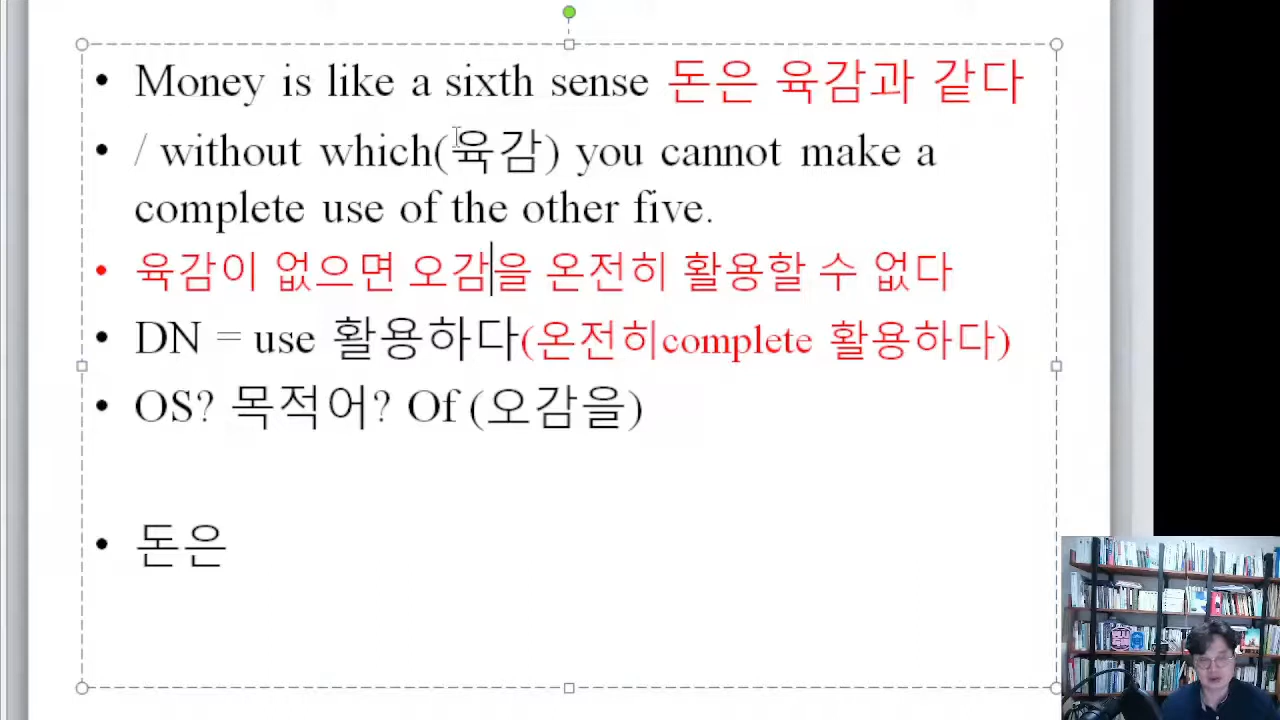 Money is like a sixth sense 돈은 육감과 같다
/ without which(육감) you cannot make a
complete use of the other five.
육감이 없으면 오감을 온전히 활용할 수 없다
DN = use 활용하다(온전히complete 활용하다)
OS? 목적어? Of (오감을)
돈은